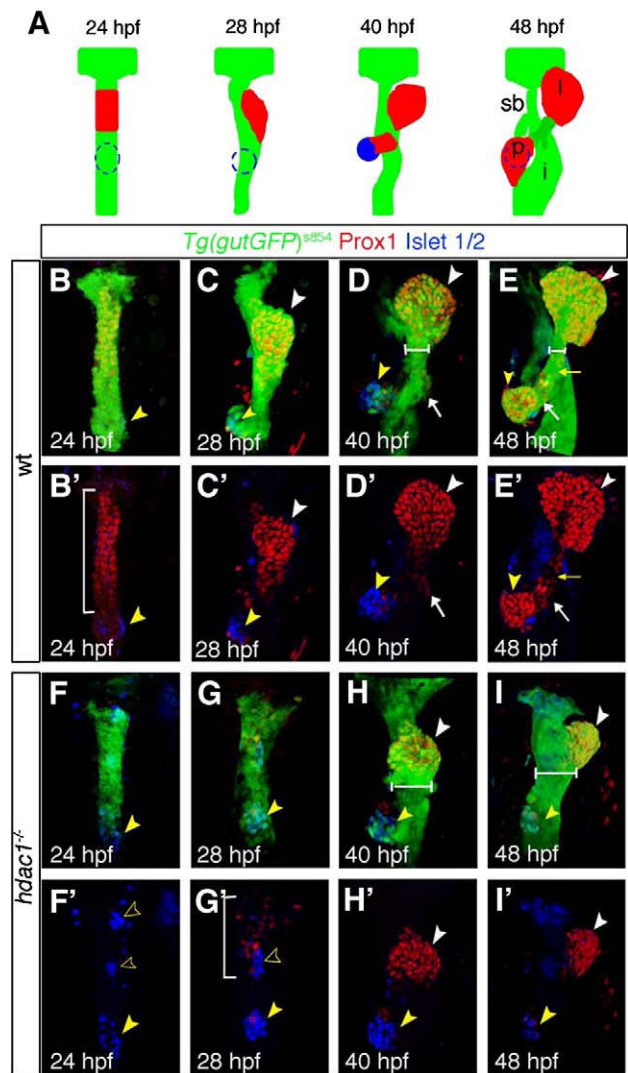 A 24 hpf 28 hpf 40 hpf 48 hpf
sb l
p i
Tg(gutGFP)s854 Prox1 Islet 1/2
wt
B C D E
24 hpf 28 hpf 40 hpf 48 hpf
B' C' D' E'
24 hpf 28 hpf 40 hpf 48 hpf
hdac1-/-
F G H I
24 hpf 28 hpf 40 hpf 48 hpf
F' G' H' I'
24 hpf 28 hpf 40 hpf 48 hpf